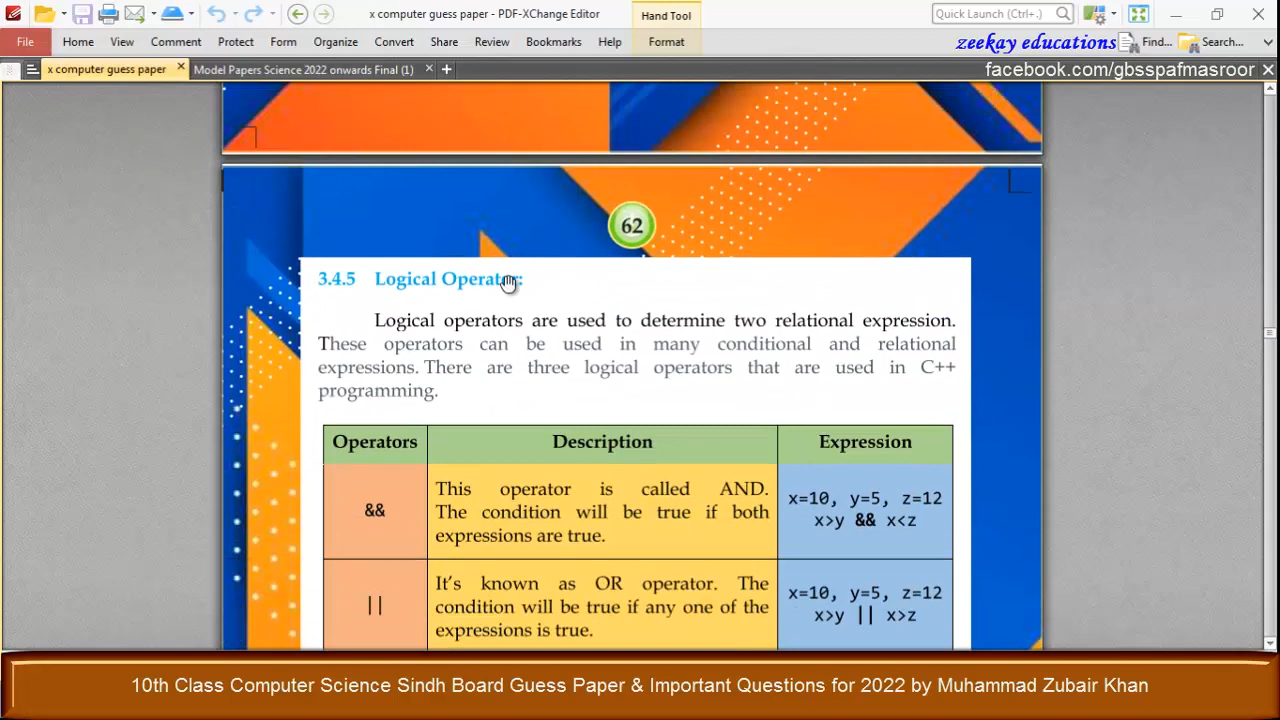 x computer guess paper - PDF-XChange Editor
Hand Tool
Quick Launch (Ctrl+.)
File Home View Comment Protect Form Organize Convert Share Review Bookmarks Help Format
zeekay educations
Find... Search...
x computer guess paper
Model Papers Science 2022 onwards Final (1)
facebook.com/gbsspafmasroor
62
3.4.5 Logical Operator:
Logical operators are used to determine two relational expression.
These operators can be used in many conditional and relational
expressions. There are three logical operators that are used in C++
programming.
Operators Description Expression
&&
This operator is called AND.
The condition will be true if both
expressions are true.
x=10, y=5, z=12
x>y && x<z
||
It's known as OR operator. The
condition will be true if any one of the
expressions is true.
x=10, y=5, z=12
x>y || x>z
10th Class Computer Science Sindh Board Guess Paper & Important Questions for 2022 by Muhammad Zubair Khan